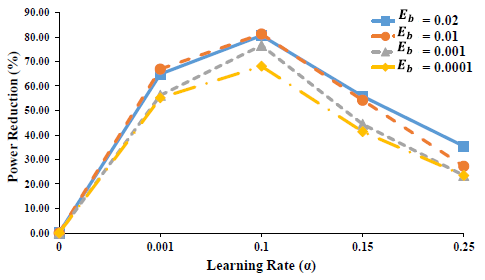 90.00
80.00
70.00
60.00
50.00
40.00
30.00
20.00
10.00
0.00
Power Reduction (%)
E_b = 0.02
E_b = 0.01
E_b = 0.001
E_b = 0.0001
0 0.001 0.1 0.15 0.25
Learning Rate (α)